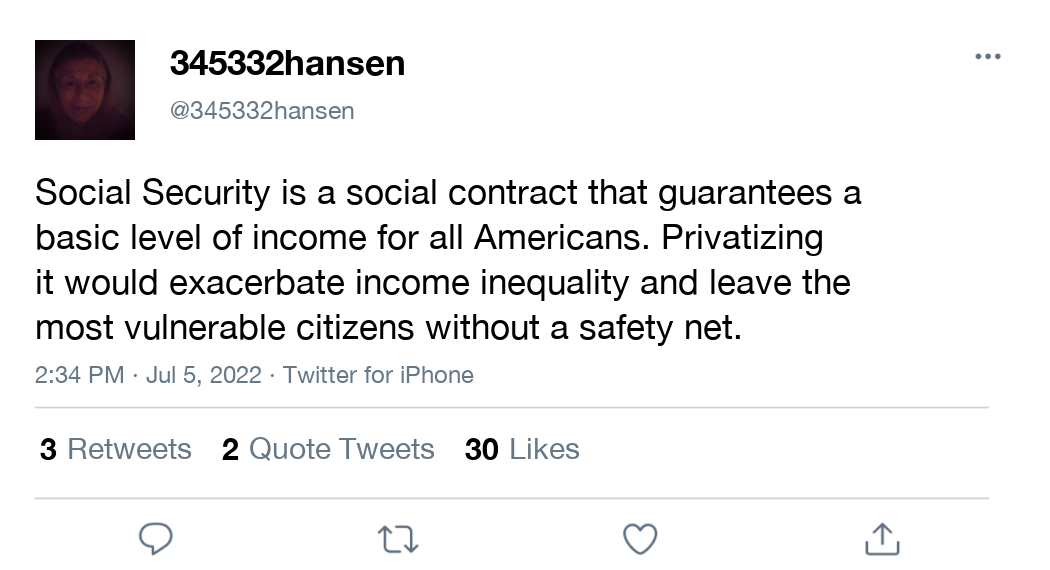 345332hansen
@345332hansen
Social Security is a social contract that guarantees a
basic level of income for all Americans. Privatizing
it would exacerbate income inequality and leave the
most vulnerable citizens without a safety net.
2:34 PM · Jul 5, 2022 · Twitter for iPhone
3 Retweets 2 Quote Tweets 30 Likes